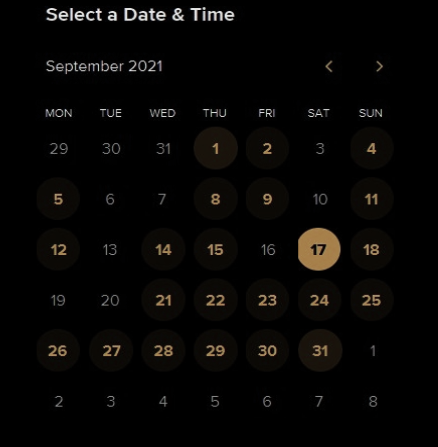 Select a Date & Time
September 2021
MON TUE WED THU FRI SAT SUN
29 30 31 1 2 3 4
5 6 7 8 9 10 11
12 13 14 15 16 17 18
19 20 21 22 23 24 25
26 27 28 29 30 31 1
2 3 4 5 6 7 8